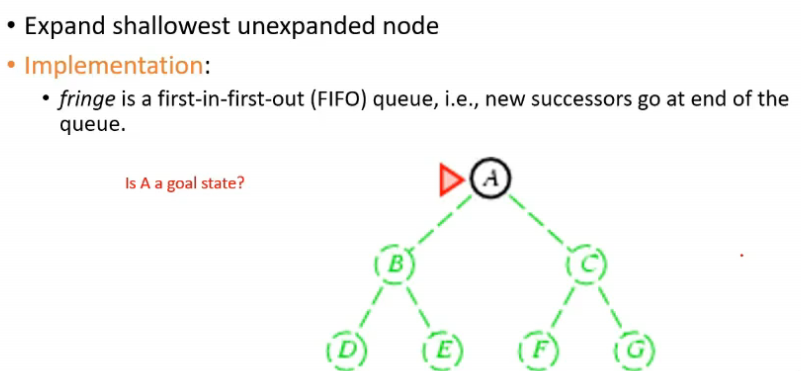 • Expand shallowest unexpanded node
• Implementation:
• fringe is a first-in-first-out (FIFO) queue, i.e., new successors go at end of the
queue.
Is A a goal state?
A
B
C
D
E
F
G